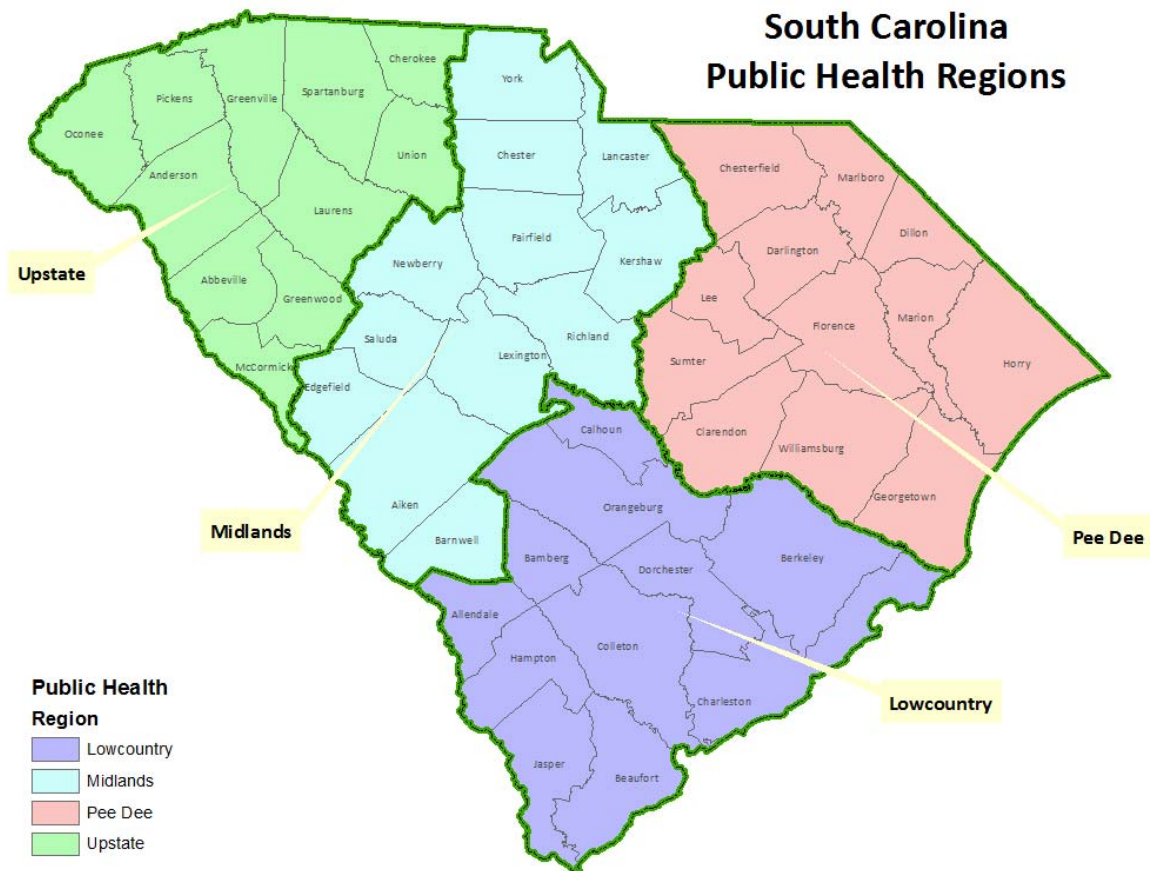 South Carolina
Public Health Regions
Cherokee
York
Spartanburg
Greenville
Pickens
Oconee
Union
Chester
Lancaster
Anderson
Chesterfield
Marlboro
Laurens
Dillon
Fairfield
Darlington
Upstate
Newberry
Kershaw
Abbeville
Greenwood
Lee
Marion
Florence
Saluda
Richland
Lexington
Sumter
Horry
McCormick
Edgefield
Calhoun
Clarendon
Williamsburg
Georgetown
Aiken
Orangeburg
Midlands
Pee Dee
Barnwell
Bamberg
Berkeley
Dorchester
Allendale
Colleton
Hampton
Charleston
Lowcountry
Jasper
Beaufort
Public Health
Region
Lowcountry
Midlands
Pee Dee
Upstate